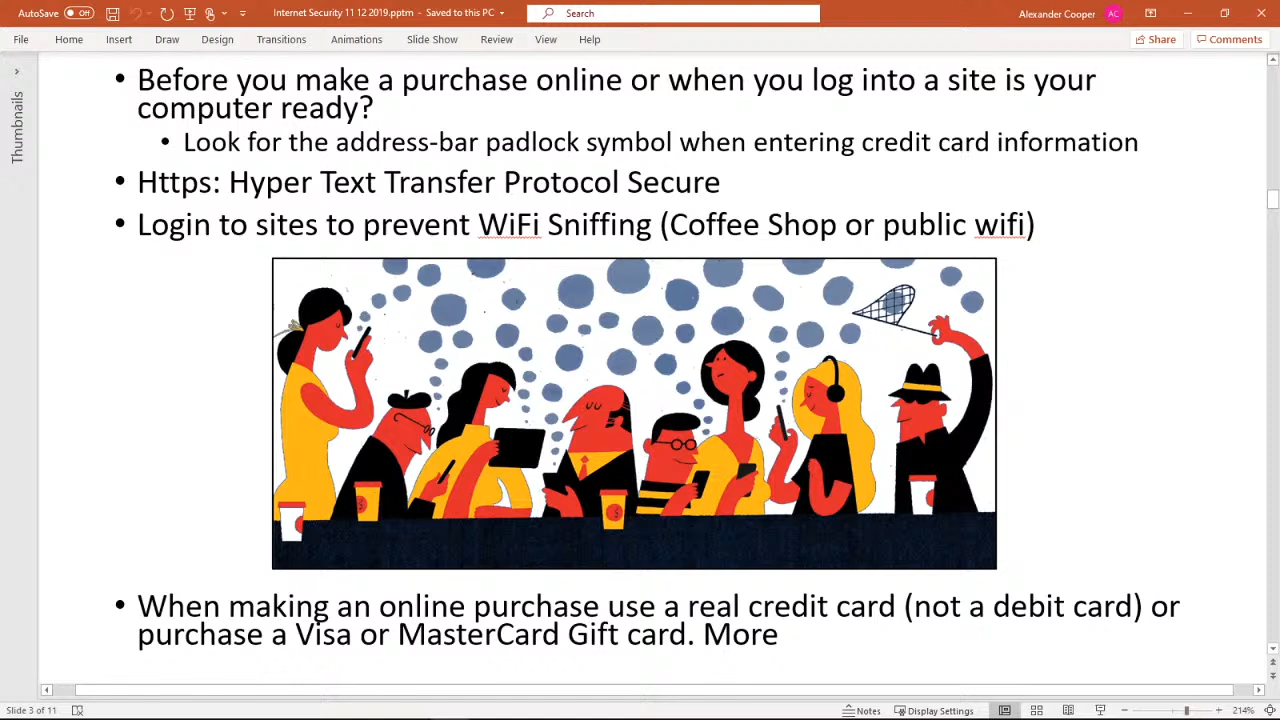 AutoSave Off Internet Security 11 12 2019.pptm - Saved to this PC Search Alexander Cooper AC
File Home Insert Draw Design Transitions Animations Slide Show Review View Help Share Comments
Thumbnails
• Before you make a purchase online or when you log into a site is your
computer ready?
• Look for the address-bar padlock symbol when entering credit card information
• Https: Hyper Text Transfer Protocol Secure
• Login to sites to prevent WiFi Sniffing (Coffee Shop or public wifi)
• When making an online purchase use a real credit card (not a debit card) or
purchase a Visa or MasterCard Gift card. More
Slide 3 of 11 Notes Display Settings 214%